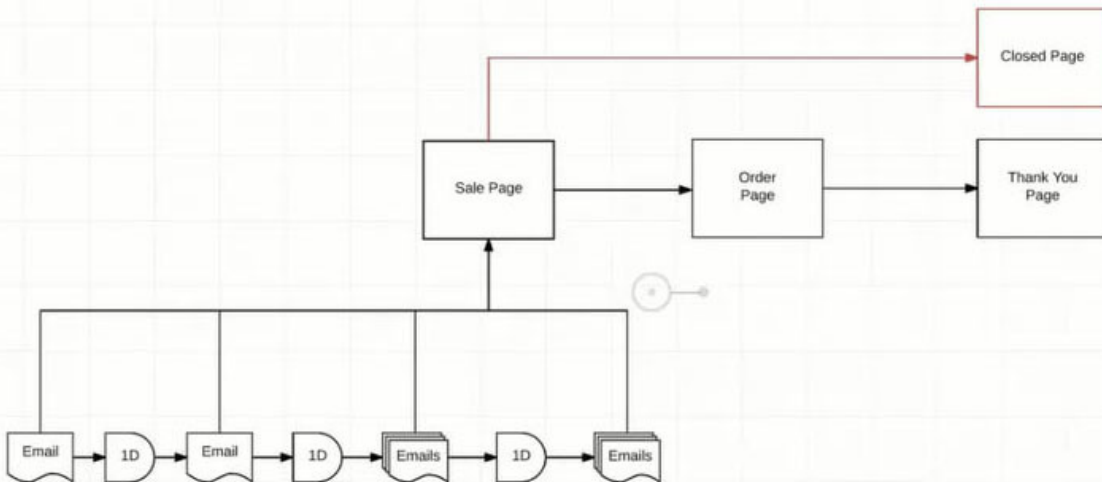 Closed Page
Sale Page
Order
Page
Thank You
Page
Email
1D
Email
1D
Emails
1D
Emails